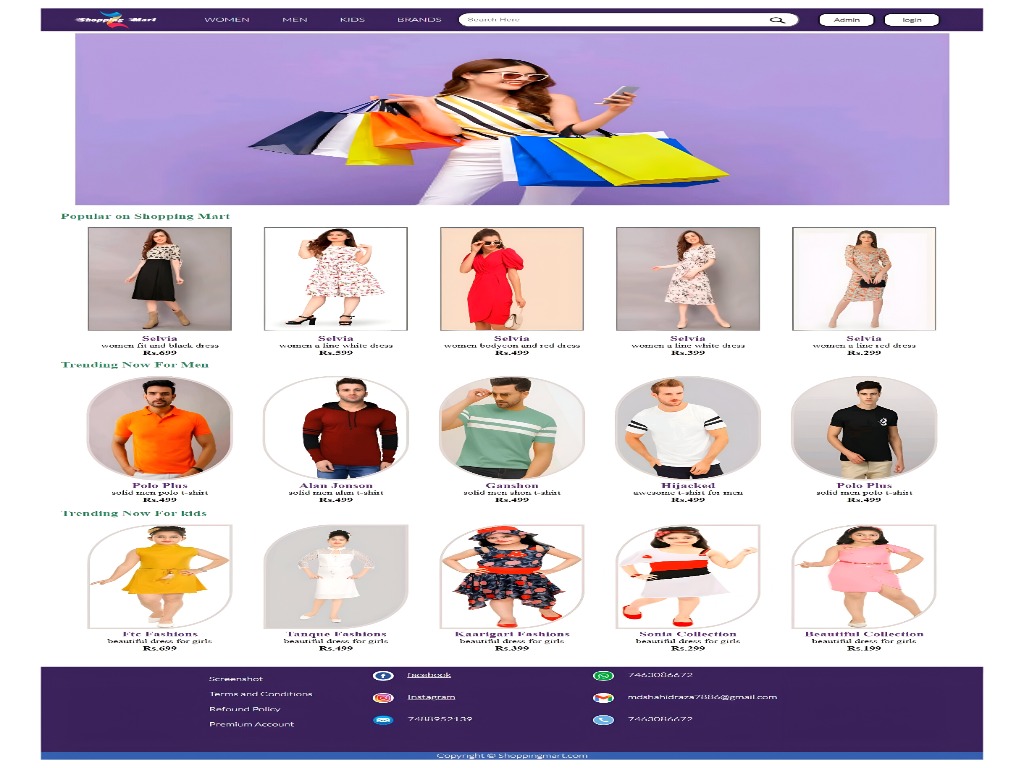 Shopping Mart WOMEN MEN KIDS BRANDS Search Here Admin login
Popular on Shopping Mart
Selvia Selvia Selvia Selvia Selvia
women fit and black dress women a line white dress women bodycon and red dress women a line white dress women a line red dress
Rs.699 Rs.599 Rs.499 Rs.399 Rs.299
Trending Now For Men
Polo Plus Alan Jonson Ganshon Hijacked Polo Plus
solid men polo t-shirt solid men alan t-shirt solid men shon t-shirt awesome t-shirt for men solid men polo t-shirt
Rs.499 Rs.499 Rs.499 Rs.499 Rs.499
Trending Now For kids
Ftc Fashions Tanque Fashions Kaarigari Fashions Sonia Collection Beautiful Collection
beautiful dress for girls beautiful dress for girls beautiful dress for girls beautiful dress for girls beautiful dress for girls
Rs.699 Rs.499 Rs.399 Rs.299 Rs.199
Screenshot facebook 7463086672
Terms and Conditions Instagram mdshahidraza7886@gmail.com
Refound Policy 7488952139 7463086672
Premium Account
Copyright © Shoppingmart.com